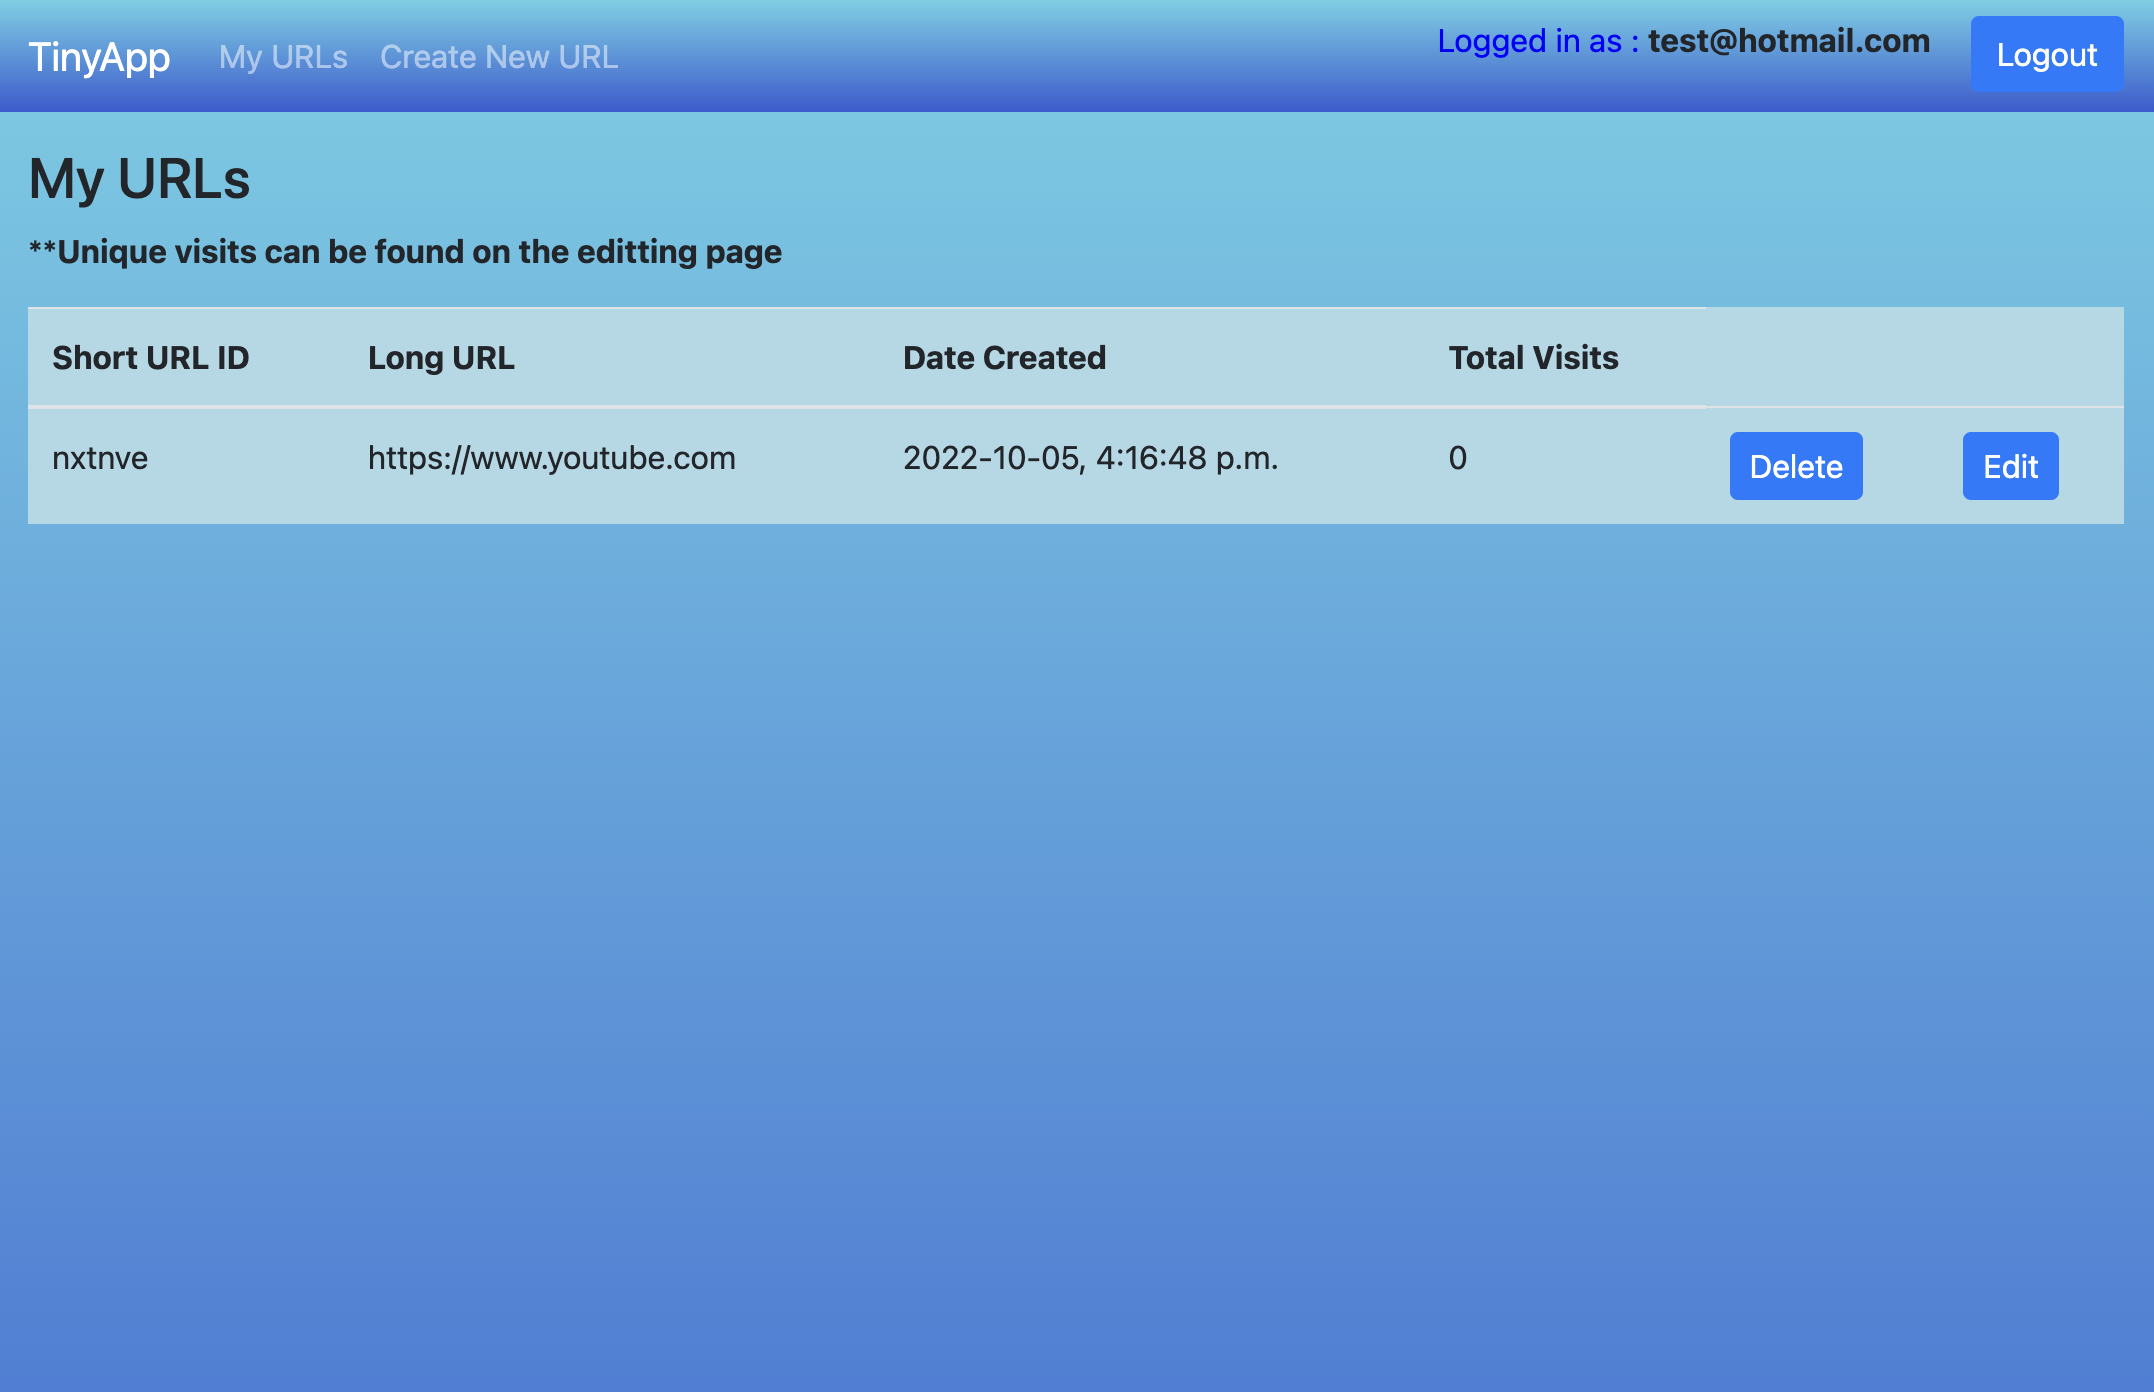 TinyApp My URLs Create New URL Logged in as : test@hotmail.com Logout
My URLs
**Unique visits can be found on the editting page
Short URL ID Long URL Date Created Total Visits
nxtnve https://www.youtube.com 2022-10-05, 4:16:48 p.m. 0 Delete Edit